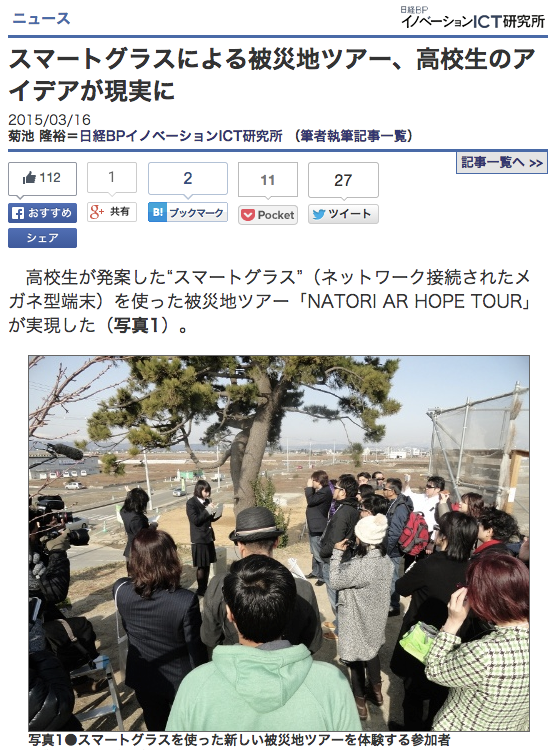 ニュース
日経BP
イノベーションICT研究所
スマートグラスによる被災地ツアー、高校生のア
イデアが現実に
2015/03/16
菊池 隆裕＝日経BPイノベーションICT研究所 （筆者執筆記事一覧）
記事一覧へ >>
112
1
2
11
27
おすすめ
g+ 共有
B! ブックマーク
Pocket
ツイート
シェア
高校生が発案した“スマートグラス”（ネットワーク接続されたメ
ガネ型端末）を使った被災地ツアー「NATORI AR HOPE TOUR」
が実現した（写真1）。
写真1●スマートグラスを使った新しい被災地ツアーを体験する参加者